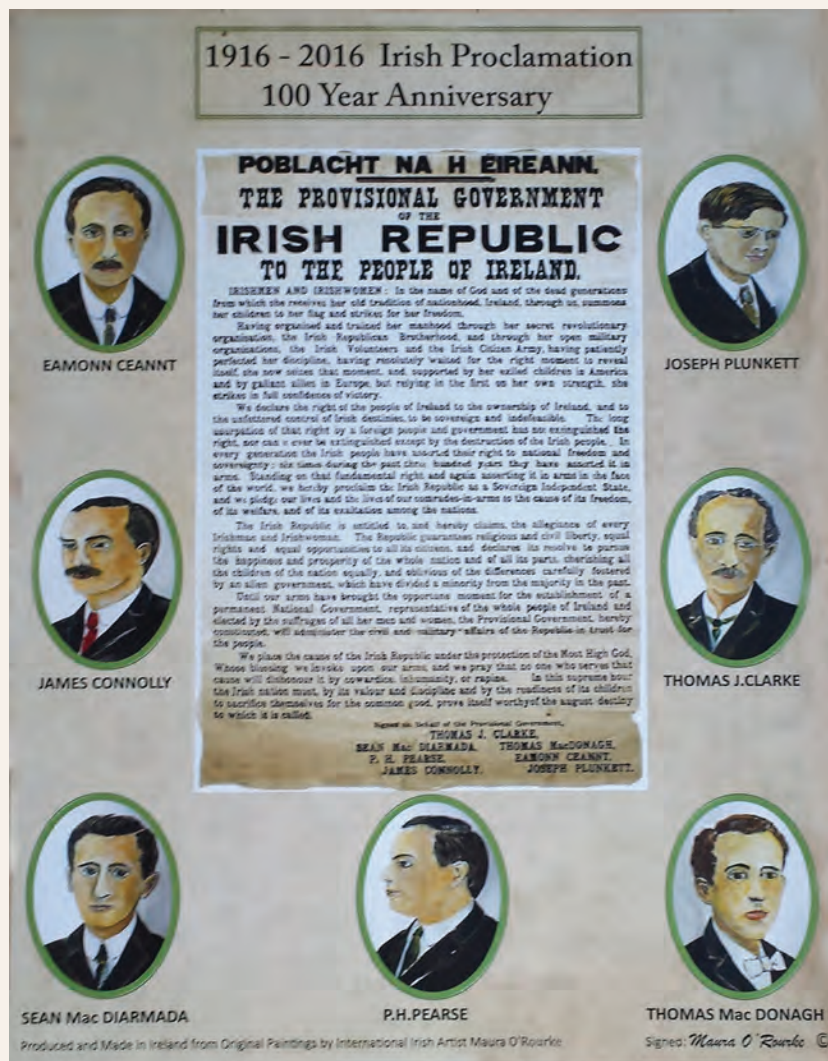 1916 - 2016 Irish Proclamation
100 Year Anniversary
POBLACHT NA H EIREANN.
THE PROVISIONAL GOVERNMENT
OF THE
IRISH REPUBLIC
TO THE PEOPLE OF IRELAND.
IRISHMEN AND IRISHWOMEN: In the name of God and of the dead generations
from which she receives her old tradition of nationhood, Ireland, through us, summons
her children to her flag and strikes for her freedom.
Having organised and trained her manhood through her secret revolutionary
organisation, the Irish Republican Brotherhood, and through her open military
organisations, the Irish Volunteers and the Irish Citizen Army, having patiently
perfected her discipline, having resolutely waited for the right moment to reveal
itself, she now seizes that moment, and supported by her exiled children in America
and by gallant allies in Europe, but relying in the first on her own strength, she
strikes in full confidence of victory.
We declare the right of the people of Ireland to the ownership of Ireland, and to
the unfettered control of Irish destinies, to be sovereign and indefeasible. The long
usurpation of that right by a foreign people and government has not extinguished the
right, nor can it ever be extinguished except by the destruction of the Irish people. In
every generation the Irish people have asserted their right to national freedom and
sovereignty; six times during the past three hundred years they have asserted it in
arms. Standing on that fundamental right and again asserting it in arms in the face
of the world, we hereby proclaim the Irish Republic as a Sovereign Independent State,
and we pledge our lives and the lives of our comrades-in-arms to the cause of its freedom,
of its welfare, and of its exaltation among the nations.
The Irish Republic is entitled to, and hereby claims, the allegiance of every
Irishman and Irishwoman. The Republic guarantees religious and civil liberty, equal
rights and equal opportunities to all its citizens, and declares its resolve to pursue
the happiness and prosperity of the whole nation and of all its parts, cherishing all
the children of the nation equally, and oblivious of the differences carefully fostered
by an alien government, which have divided a minority from the majority in the past.
Until our arms have brought the opportune moment for the establishment of a
permanent National Government, representative of the whole people of Ireland and
elected by the suffrages of all her men and women, the Provisional Government, hereby
constituted, will administer the civil and military affairs of the Republic in trust for
the people.
We place the cause of the Irish Republic under the protection of the Most High God,
Whose blessing we invoke upon our arms, and we pray that no one who serves that
cause will dishonour it by cowardice, inhumanity, or rapine. In this supreme hour
the Irish nation must, by its valour and discipline and by the readiness of its children
to sacrifice themselves for the common good, prove itself worthy of the august destiny
to which it is called.
Signed on Behalf of the Provisional Government,
THOMAS J. CLARKE,
SEAN Mac DIARMADA, THOMAS MacDONAGH,
P. H. PEARSE, EAMONN CEANNT,
JAMES CONNOLLY, JOSEPH PLUNKETT.
EAMONN CEANNT
JOSEPH PLUNKETT
JAMES CONNOLLY
THOMAS J.CLARKE
SEAN Mac DIARMADA
P.H.PEARSE
THOMAS Mac DONAGH
Produced and Made in Ireland from Original Paintings by International Irish Artist Maura O'Rourke
Signed: Maura O'Rourke ©